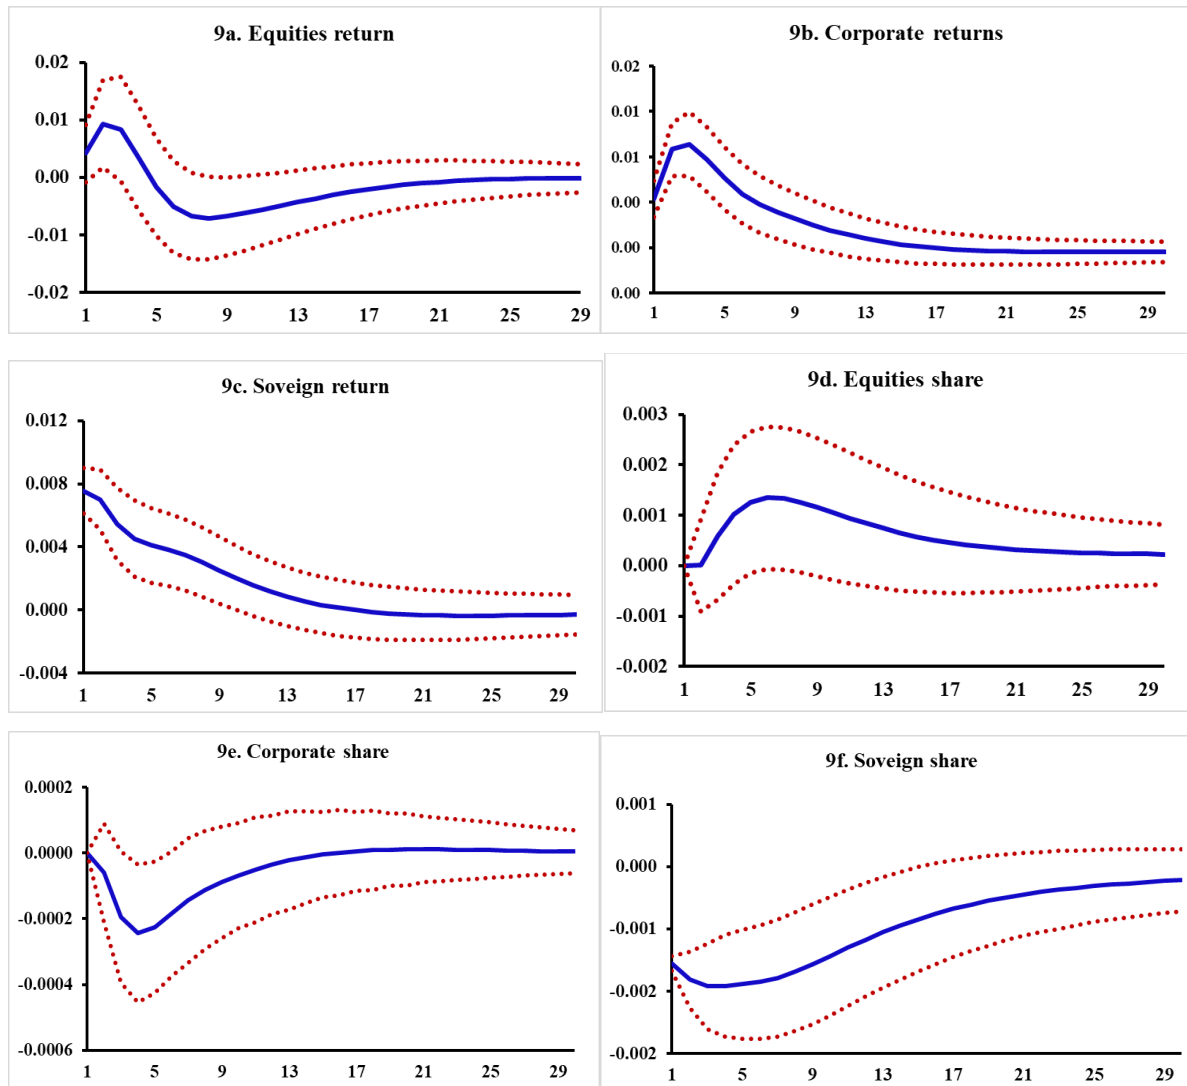 9a. Equities return
0.02
0.01
0.00
-0.01
-0.02
1 5 9 13 17 21 25 29
9b. Corporate returns
0.02
0.01
0.01
0.00
0.00
0.00
1 5 9 13 17 21 25 29
9c. Soveign return
0.012
0.008
0.004
0.000
-0.004
1 5 9 13 17 21 25 29
9d. Equities share
0.003
0.002
0.001
0.000
-0.001
-0.002
1 5 9 13 17 21 25 29
9e. Corporate share
0.0002
0.0000
-0.0002
-0.0004
-0.0006
1 5 9 13 17 21 25 29
9f. Soveign share
0.001
0.000
-0.001
-0.002
-0.002
1 5 9 13 17 21 25 29